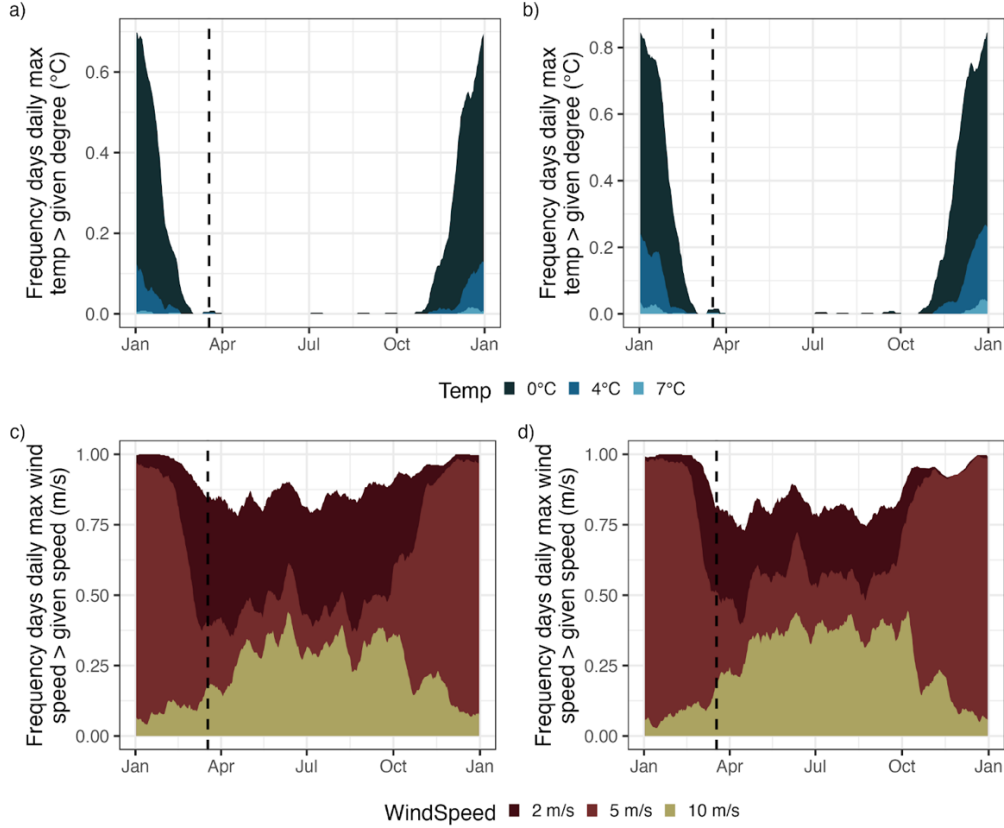 a)
Frequency days daily max
temp > given degree (°C)
0.6
0.4
0.2
0.0
Jan Apr Jul Oct Jan
b)
Frequency days daily max
temp > given degree (°C)
0.8
0.6
0.4
0.2
0.0
Jan Apr Jul Oct Jan
Temp 0°C 4°C 7°C
c)
Frequency days daily max wind
speed > given speed (m/s)
1.00
0.75
0.50
0.25
0.00
Jan Apr Jul Oct Jan
d)
Frequency days daily max wind
speed > given speed (m/s)
1.00
0.75
0.50
0.25
0.00
Jan Apr Jul Oct Jan
WindSpeed 2 m/s 5 m/s 10 m/s